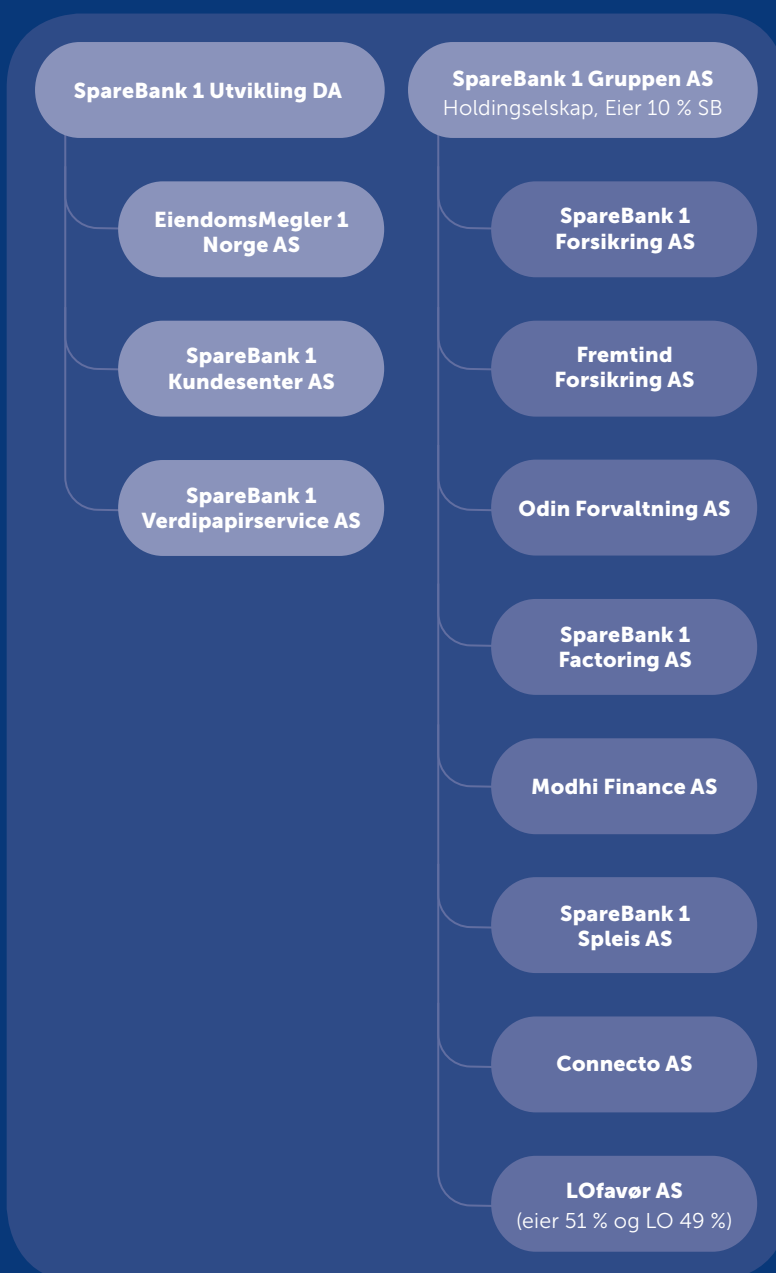 SpareBank 1 Utvikling DA
EiendomsMegler 1
Norge AS
SpareBank 1
Kundesenter AS
SpareBank 1
Verdipapirservice AS
SpareBank 1 Gruppen AS
Holdingselskap, Eier 10 % SB
SpareBank 1
Forsikring AS
Fremtind
Forsikring AS
Odin Forvaltning AS
SpareBank 1
Factoring AS
Modhi Finance AS
SpareBank 1
Spleis AS
Connecto AS
LOfavør AS
(eier 51 % og LO 49 %)